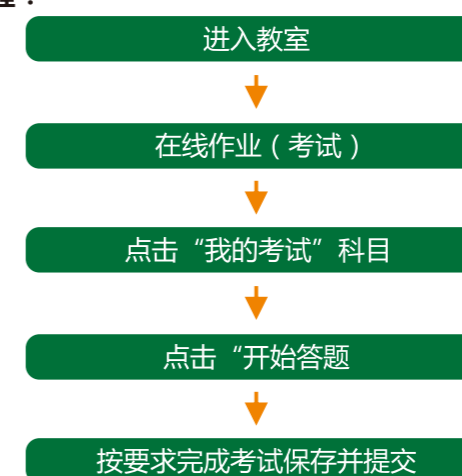 进入教室
在线作业（考试）
点击“我的考试”科目
点击“开始答题
按要求完成考试保存并提交